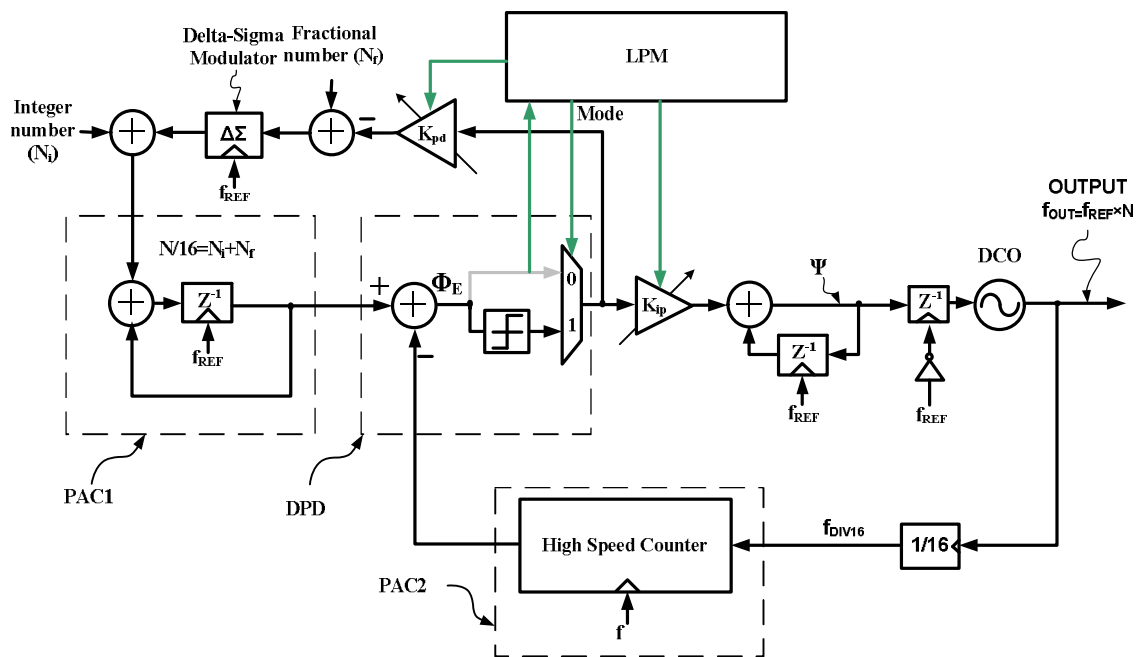 Delta-Sigma
Modulator
Fractional
number (Nf)
LPM
Mode
Integer
number
(Ni)
+
ΔΣ
+
−
Kpd
fREF
OUTPUT
fOUT=fREF×N
N/16=Ni+Nf
DCO
+
Z-1
fREF
+
ΦE
+
−
0
1
Kip
+
Ψ
Z-1
Z-1
fREF
fREF
PAC1
DPD
High Speed Counter
f
fDIV16
1/16
PAC2